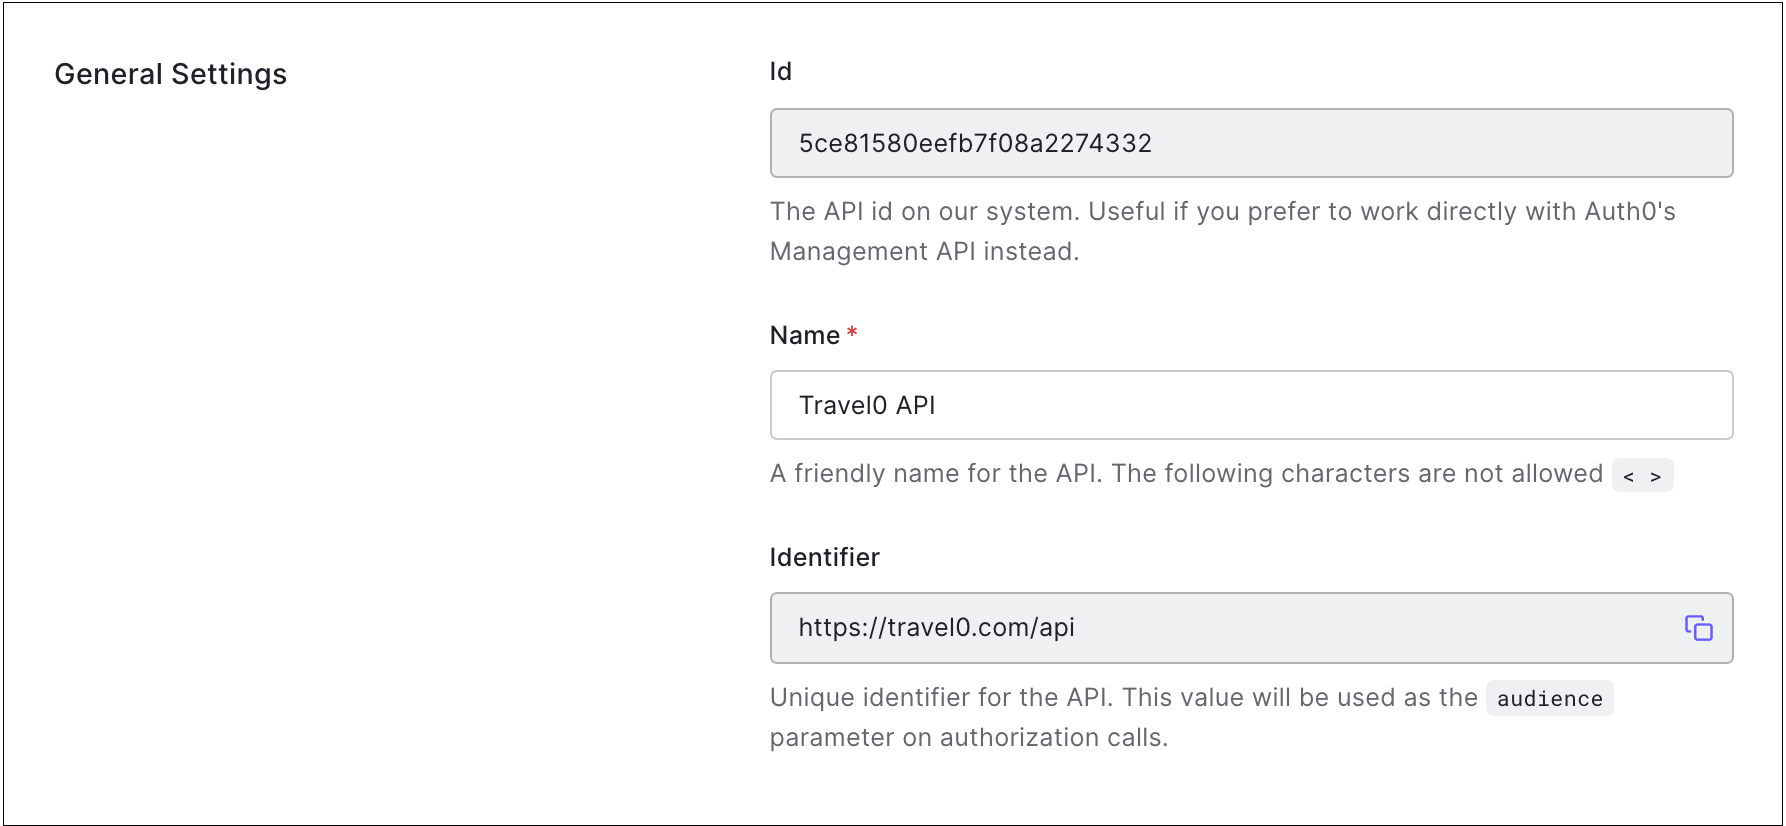 General Settings
Id
5ce81580eefb7f08a2274332
The API id on our system. Useful if you prefer to work directly with Auth0's
Management API instead.
Name *
Travel0 API
A friendly name for the API. The following characters are not allowed < >
Identifier
https://travel0.com/api
Unique identifier for the API. This value will be used as the audience
parameter on authorization calls.